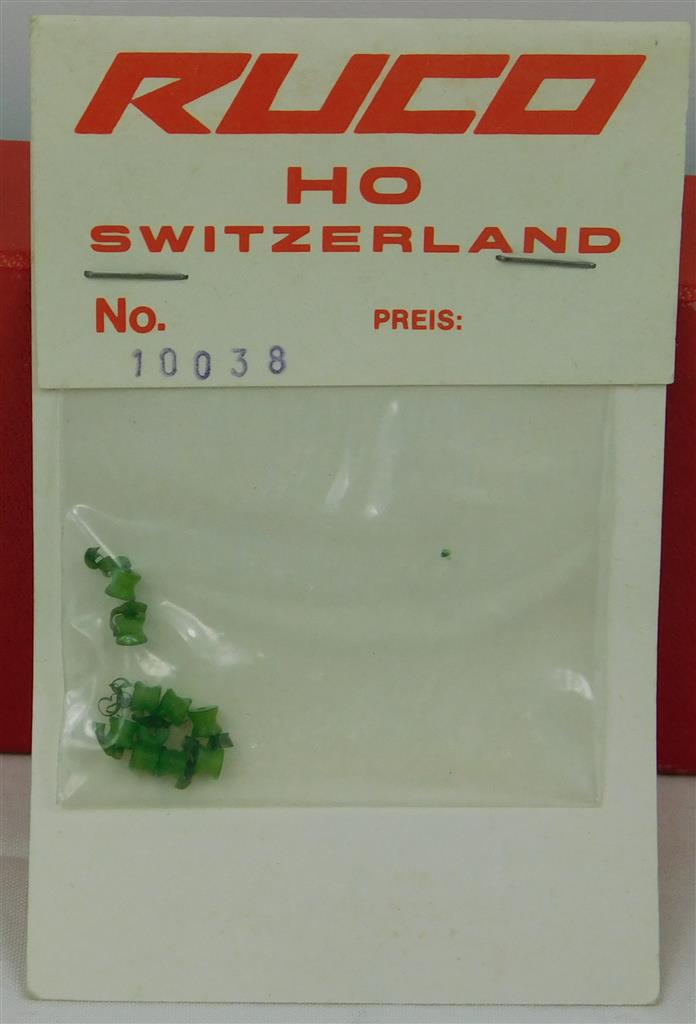 RUCO
HO
SWITZERLAND
No. PREIS:
10038